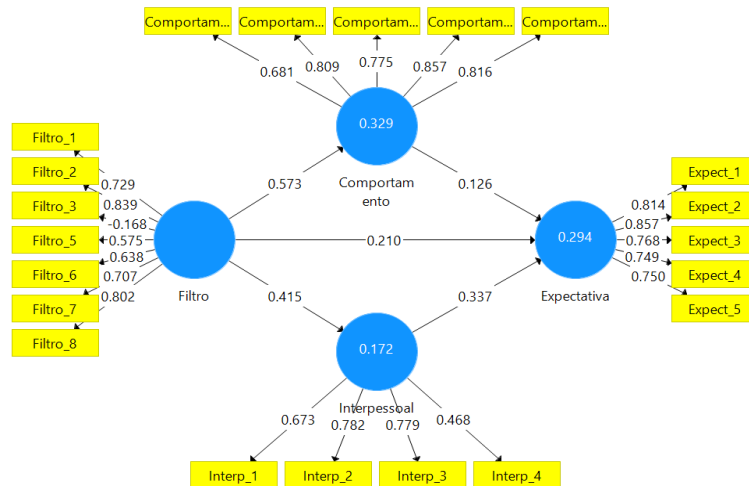 Comportam... Comportam... Comportam... Comportam... Comportam...
0.681 0.809 0.775 0.857 0.816
0.329
Comportam
ento
Filtro_1
Filtro_2
Filtro_3
Filtro_5
Filtro_6
Filtro_7
Filtro_8
0.729
0.839
-0.168
0.575
0.638
0.707
0.802
Filtro
0.573
0.126
0.210
0.415
0.337
0.294
Expectativa
0.814
0.857
0.768
0.749
0.750
Expect_1
Expect_2
Expect_3
Expect_4
Expect_5
0.172
Interpessoal
0.673 0.782 0.779 0.468
Interp_1 Interp_2 Interp_3 Interp_4